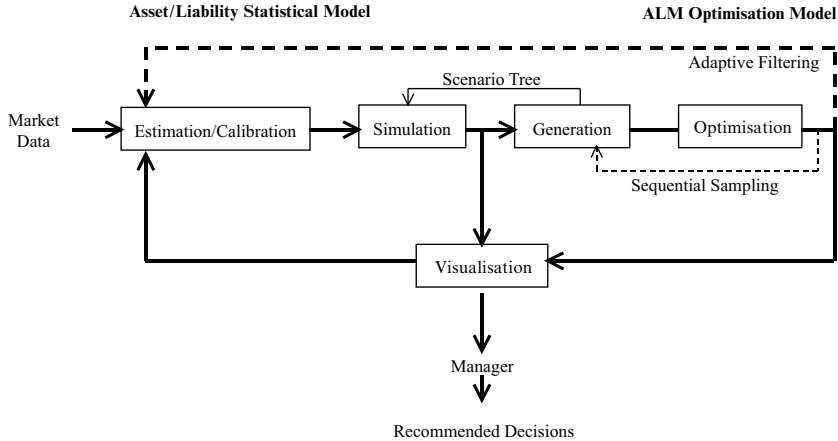 Asset/Liability Statistical Model
ALM Optimisation Model
Adaptive Filtering
Scenario Tree
Market
Data
Estimation/Calibration
Simulation
Generation
Optimisation
Sequential Sampling
Visualisation
Manager
Recommended Decisions